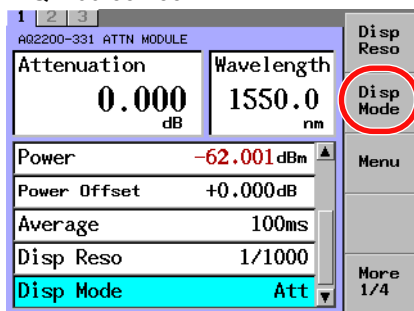 1 2 3
AQ2200-331 ATTN MODULE
Attenuation
0.000
dB
Wavelength
1550.0
nm
Power -62.001dBm
Power Offset +0.000dB
Average 100ms
Disp Reso 1/1000
Disp Mode Att
Disp
Reso
Disp
Mode
Menu
More
1/4